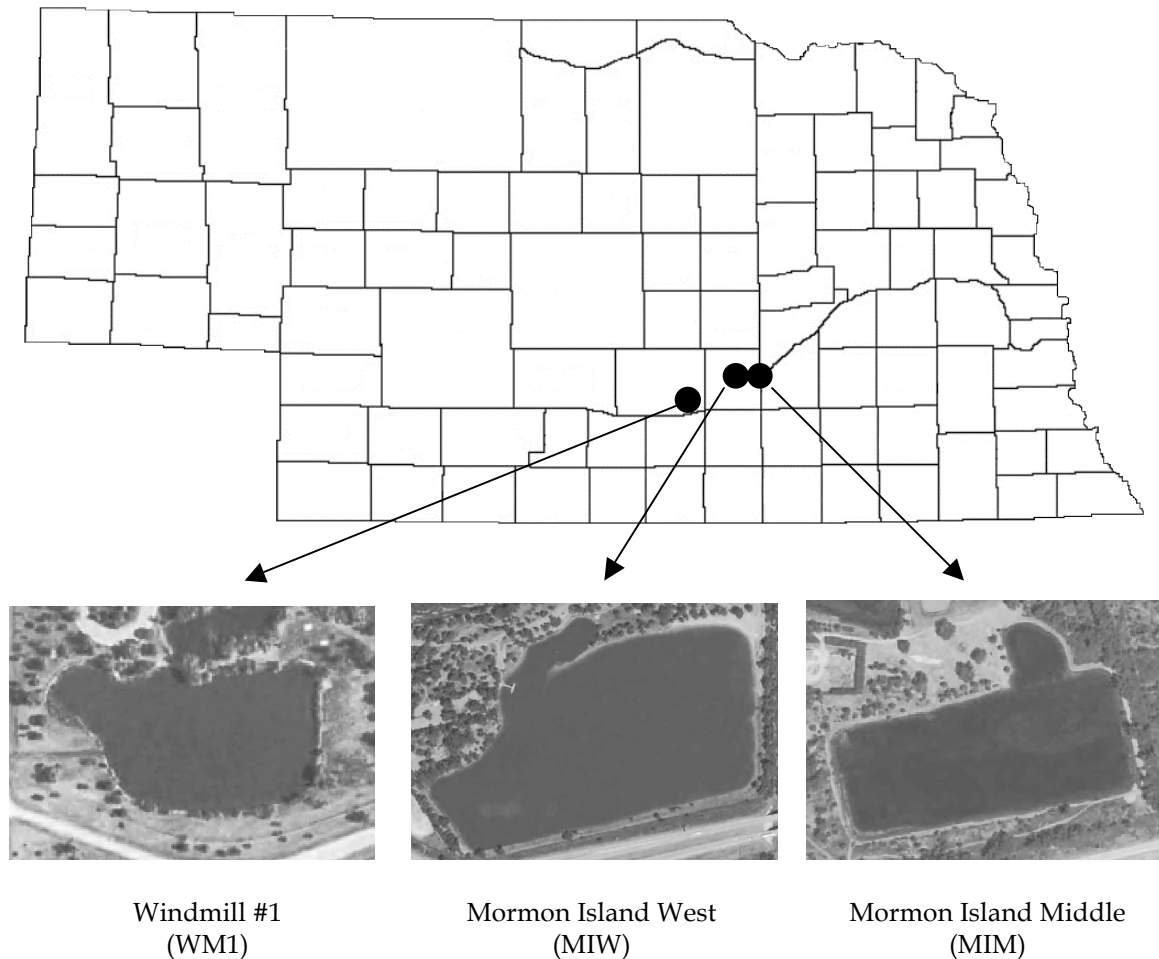 Windmill #1
(WM1)
Mormon Island West
(MIW)
Mormon Island Middle
(MIM)